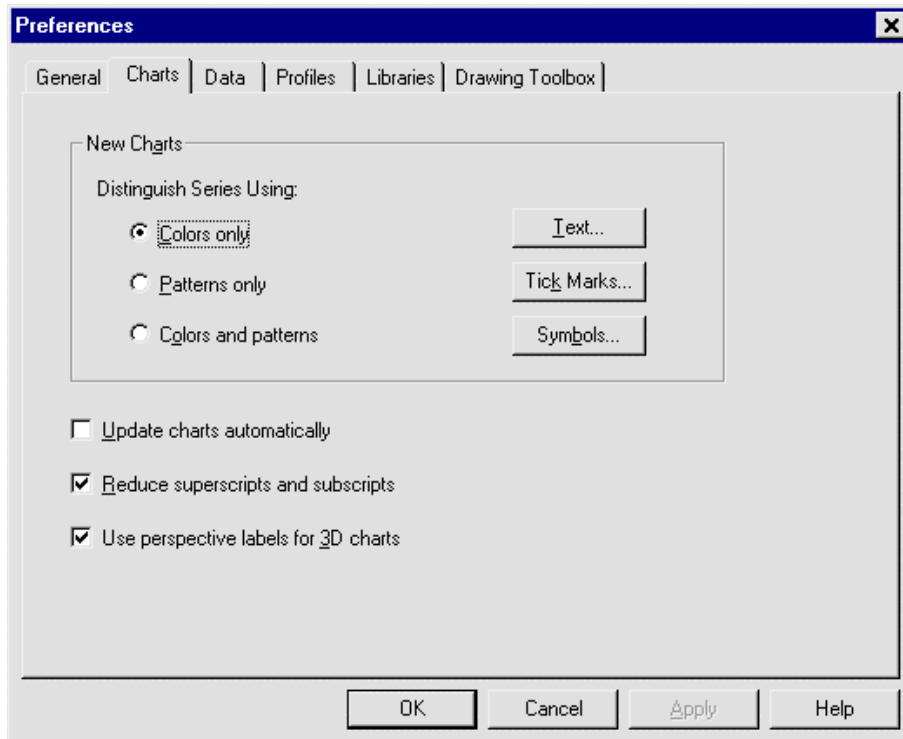 Preferences
General Charts Data Profiles Libraries Drawing Toolbox
New Charts
Distinguish Series Using:
Colors only
Text...
Patterns only
Tick Marks...
Colors and patterns
Symbols...
Update charts automatically
Reduce superscripts and subscripts
Use perspective labels for 3D charts
OK Cancel Apply Help